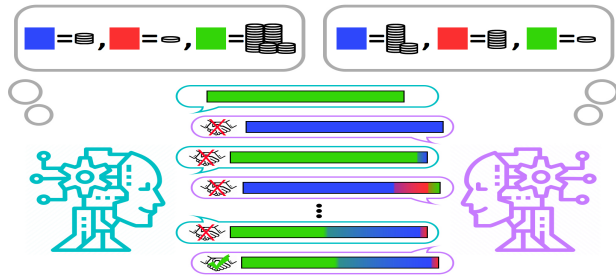 = , = , =
= , = , =